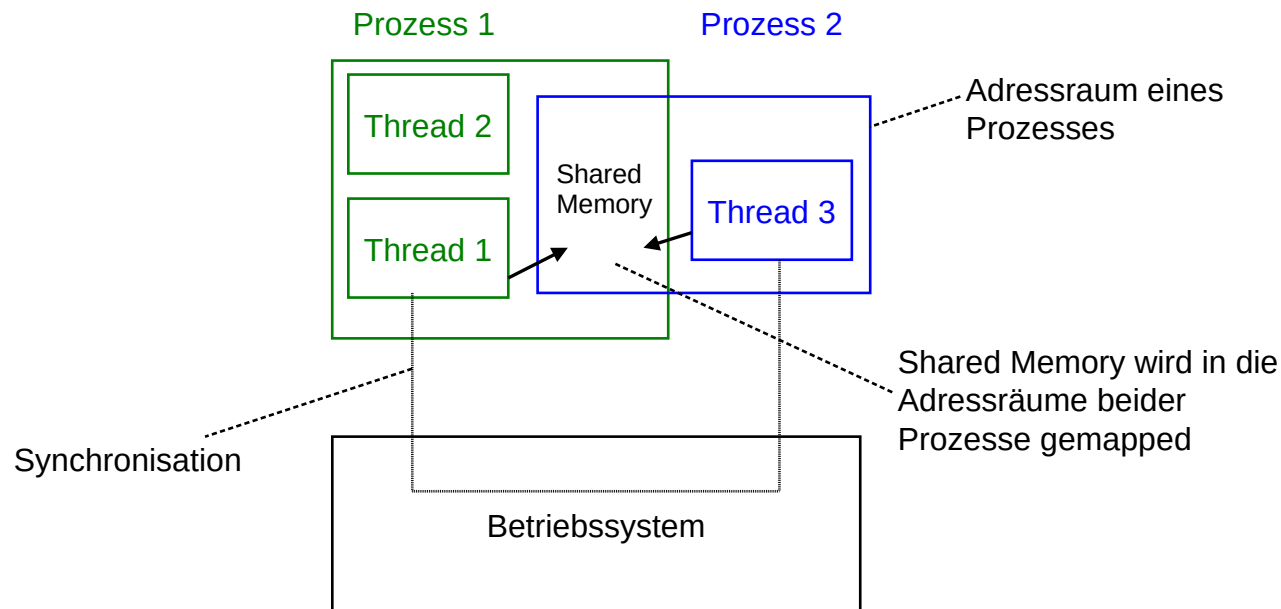 Prozess 1
Prozess 2
Thread 2
Adressraum eines
Prozesses
Shared
Memory
Thread 3
Thread 1
Shared Memory wird in die
Adressräume beider
Prozesse gemapped
Synchronisation
Betriebssystem